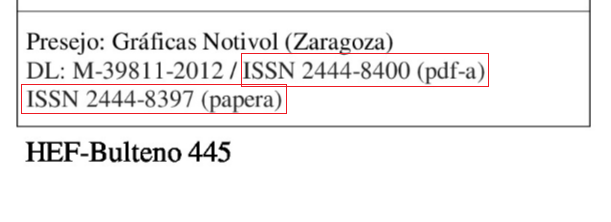 Presejo: Gráficas Notivol (Zaragoza)
DL: M-39811-2012 / ISSN 2444-8400 (pdf-a)
ISSN 2444-8397 (papera)
HEF-Bulteno 445